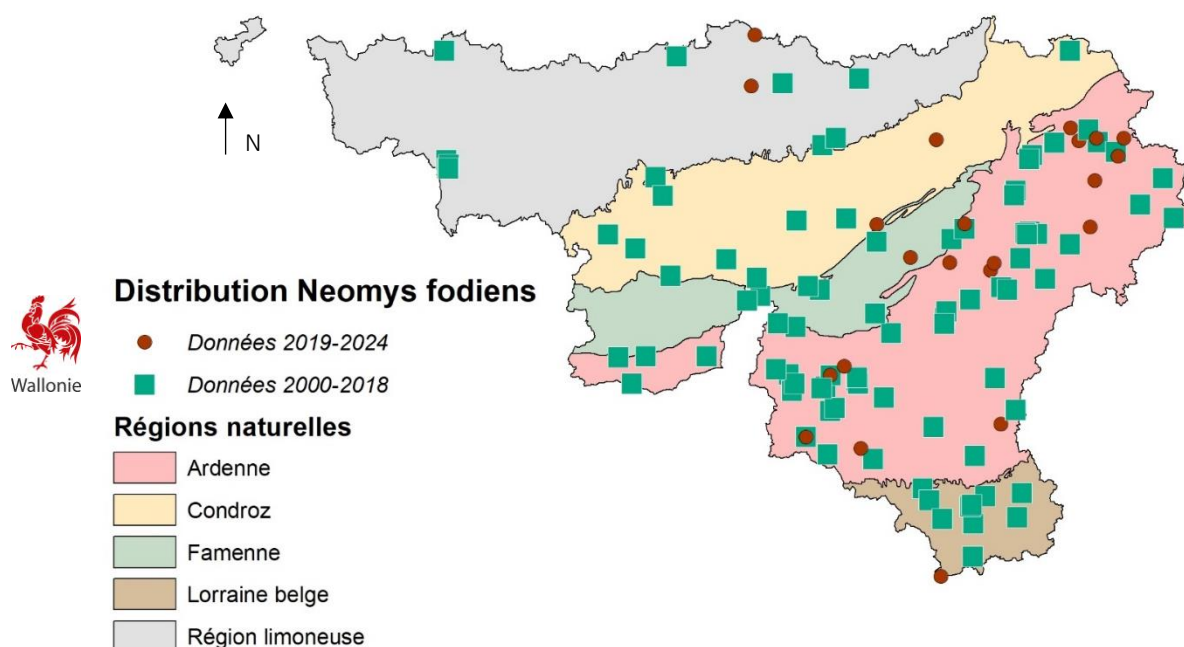 N
Distribution Neomys fodiens
Données 2019-2024
Données 2000-2018
Wallonie
Régions naturelles
Ardenne
Condroz
Famenne
Lorraine belge
Région limoneuse